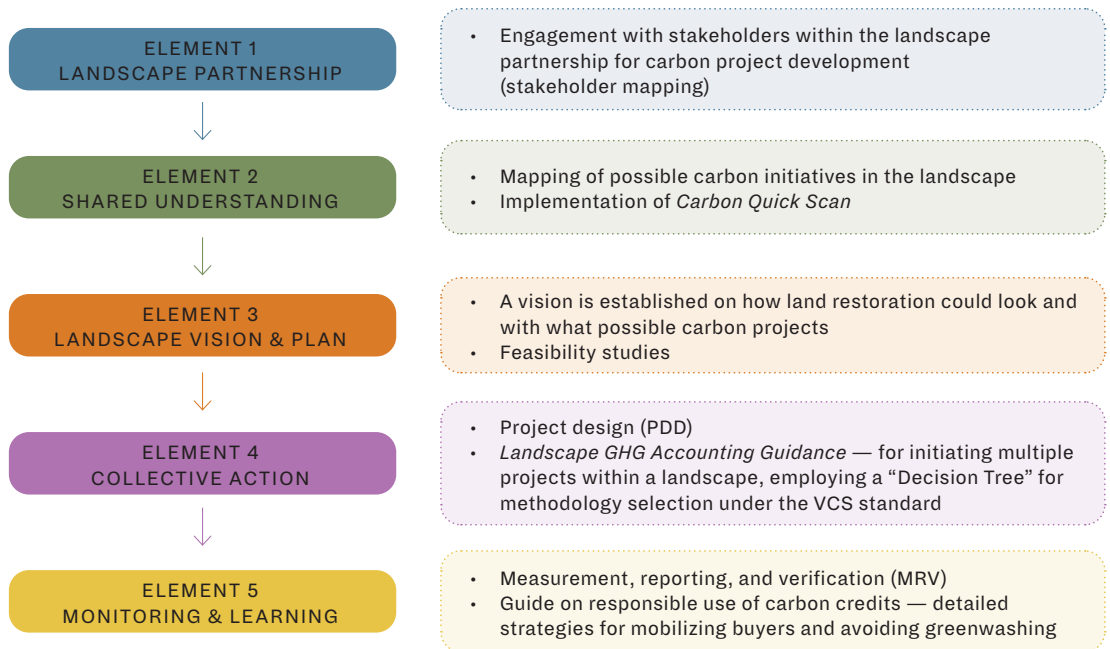 ELEMENT 1
LANDSCAPE PARTNERSHIP
• Engagement with stakeholders within the landscape
partnership for carbon project development
(stakeholder mapping)
ELEMENT 2
SHARED UNDERSTANDING
• Mapping of possible carbon initiatives in the landscape
• Implementation of Carbon Quick Scan
ELEMENT 3
LANDSCAPE VISION & PLAN
• A vision is established on how land restoration could look and
with what possible carbon projects
• Feasibility studies
ELEMENT 4
COLLECTIVE ACTION
• Project design (PDD)
• Landscape GHG Accounting Guidance — for initiating multiple
projects within a landscape, employing a “Decision Tree” for
methodology selection under the VCS standard
ELEMENT 5
MONITORING & LEARNING
• Measurement, reporting, and verification (MRV)
• Guide on responsible use of carbon credits — detailed
strategies for mobilizing buyers and avoiding greenwashing